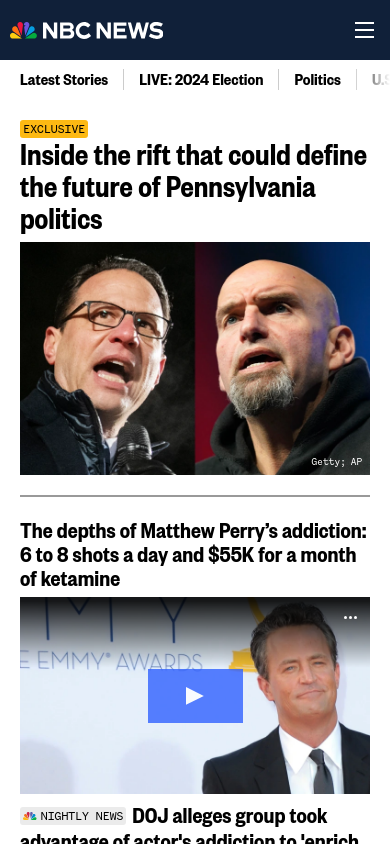 NBC NEWS
Latest Stories
LIVE: 2024 Election
Politics
EXCLUSIVE
Inside the rift that could define
the future of Pennsylvania
politics
Getty; AP
The depths of Matthew Perry’s addiction:
6 to 8 shots a day and $55K for a month
of ketamine
EMMY® AWARDS
NIGHTLY NEWS DOJ alleges group took
advantage of actor's addiction to 'enrich